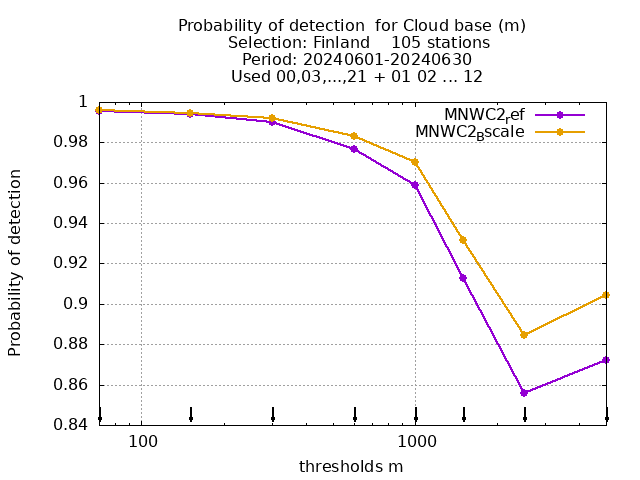 Probability of detection  for Cloud base (m)
Selection: Finland    105 stations
Period: 20240601-20240630
Used 00,03,...,21 + 01 02 ... 12
MNWC2ref
MNWC2Bscale
1
0.98
0.96
0.94
0.92
0.9
0.88
0.86
0.84
Probability of detection
100
1000
thresholds m